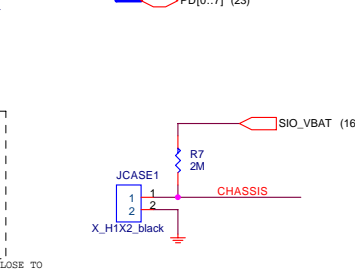 PD[0..7] (23)
SIO_VBAT (16
R7
2M
JCASE1
CHASSIS
1 1
2 2
X_H1X2_black
LOSE TO